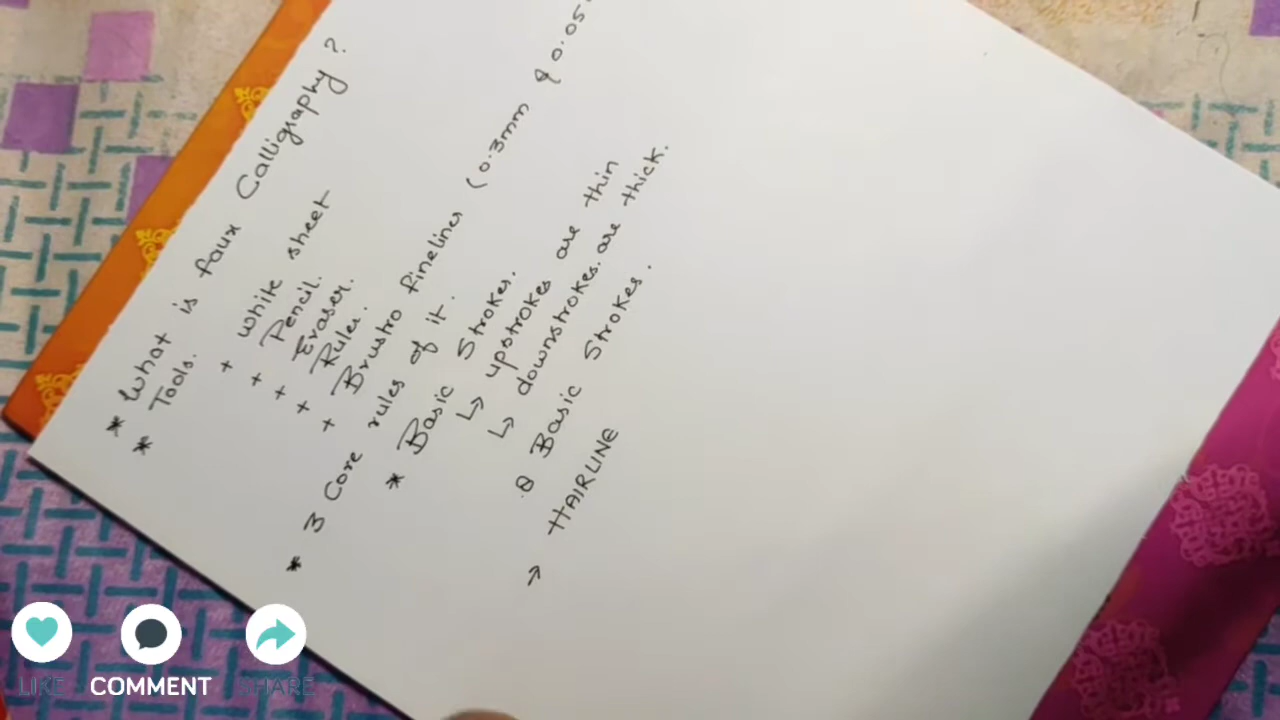 * What is faux Calligraphy?
* Tools.
+ white sheet
+ Pencil.
+ Eraser.
+ Ruler.
+ Brustro fineliner (0.3mm & 0.05
* 3 Core rules of it.
* Basic Strokes.
↳ upstrokes are thin
↳ downstrokes. are thick.
.8 Basic Strokes.
→ HAIRLINE
LIKE COMMENT SHARE